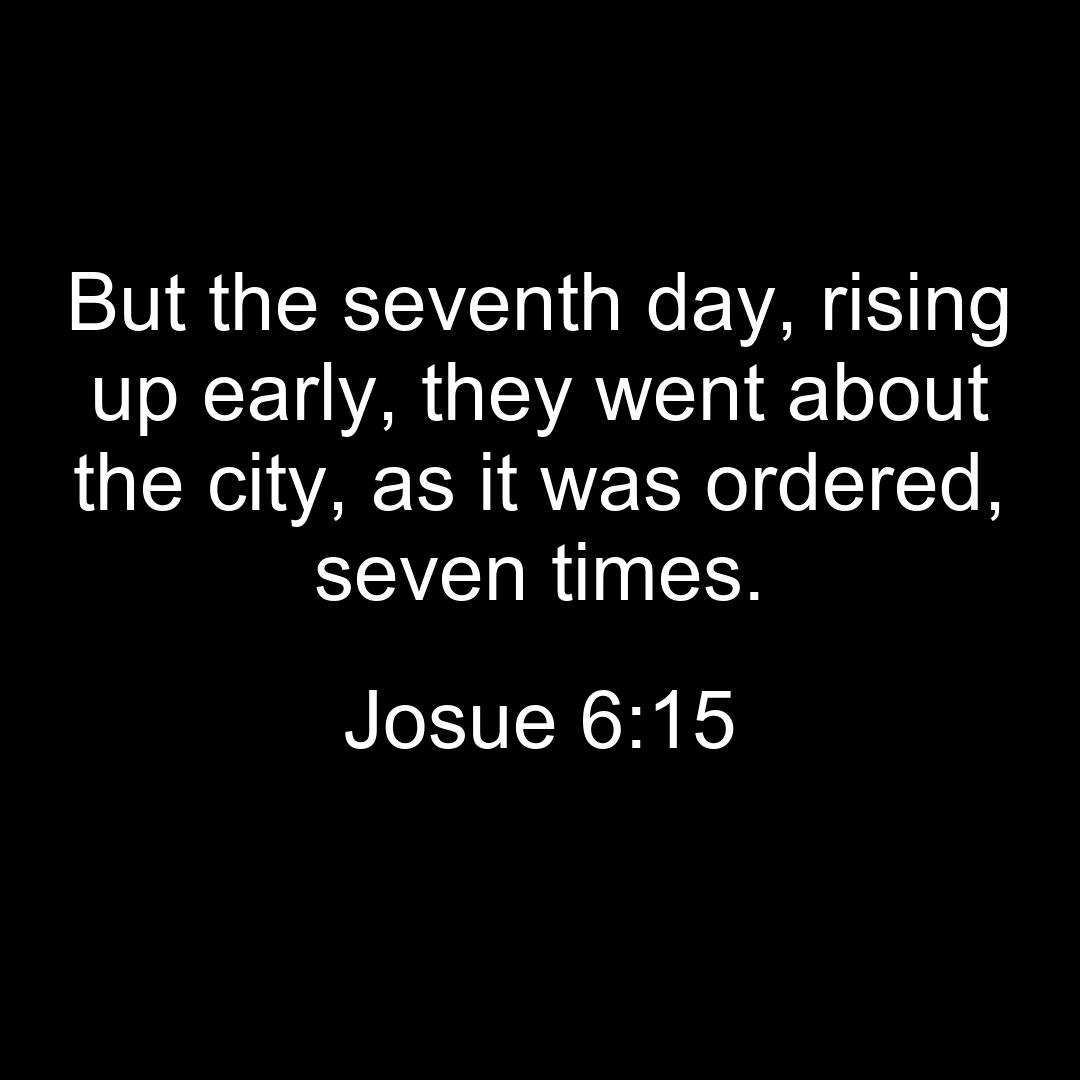 But the seventh day, rising
up early, they went about
the city, as it was ordered,
seven times.
Josue 6:15